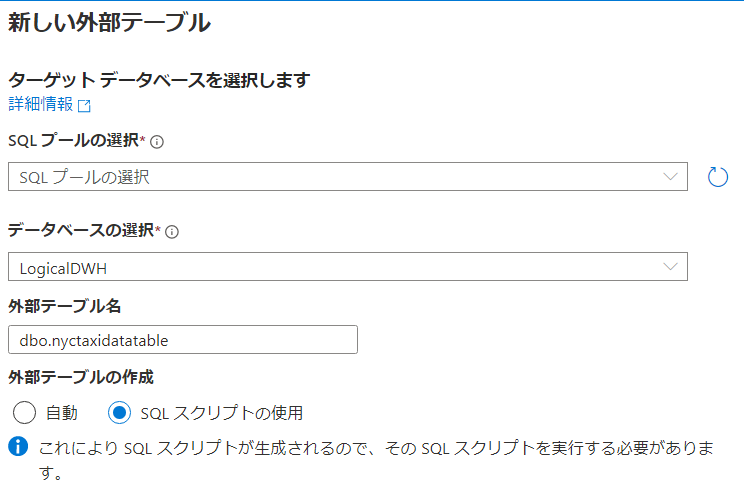 新しい外部テーブル
ターゲット データベースを選択します
詳細情報
SQL プールの選択*
SQL プールの選択
データベースの選択*
LogicalDWH
外部テーブル名
dbo.nyctaxidatatable
外部テーブルの作成
自動 SQL スクリプトの使用
これにより SQL スクリプトが生成されるので、その SQL スクリプトを実行する必要がありま
す。